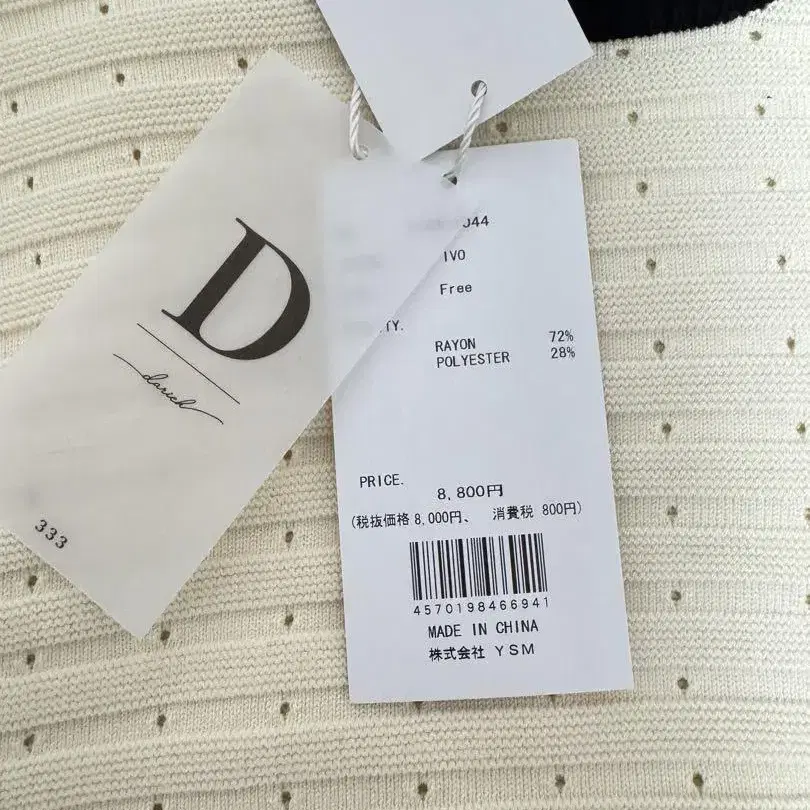 D
darich
333
044
IVO
Free
TY.
RAYON 72%
POLYESTER 28%
PRICE.
8,800円
(税抜価格 8,000円、 消費税 800円)
4570198466941
MADE IN CHINA
株式会社 YSM